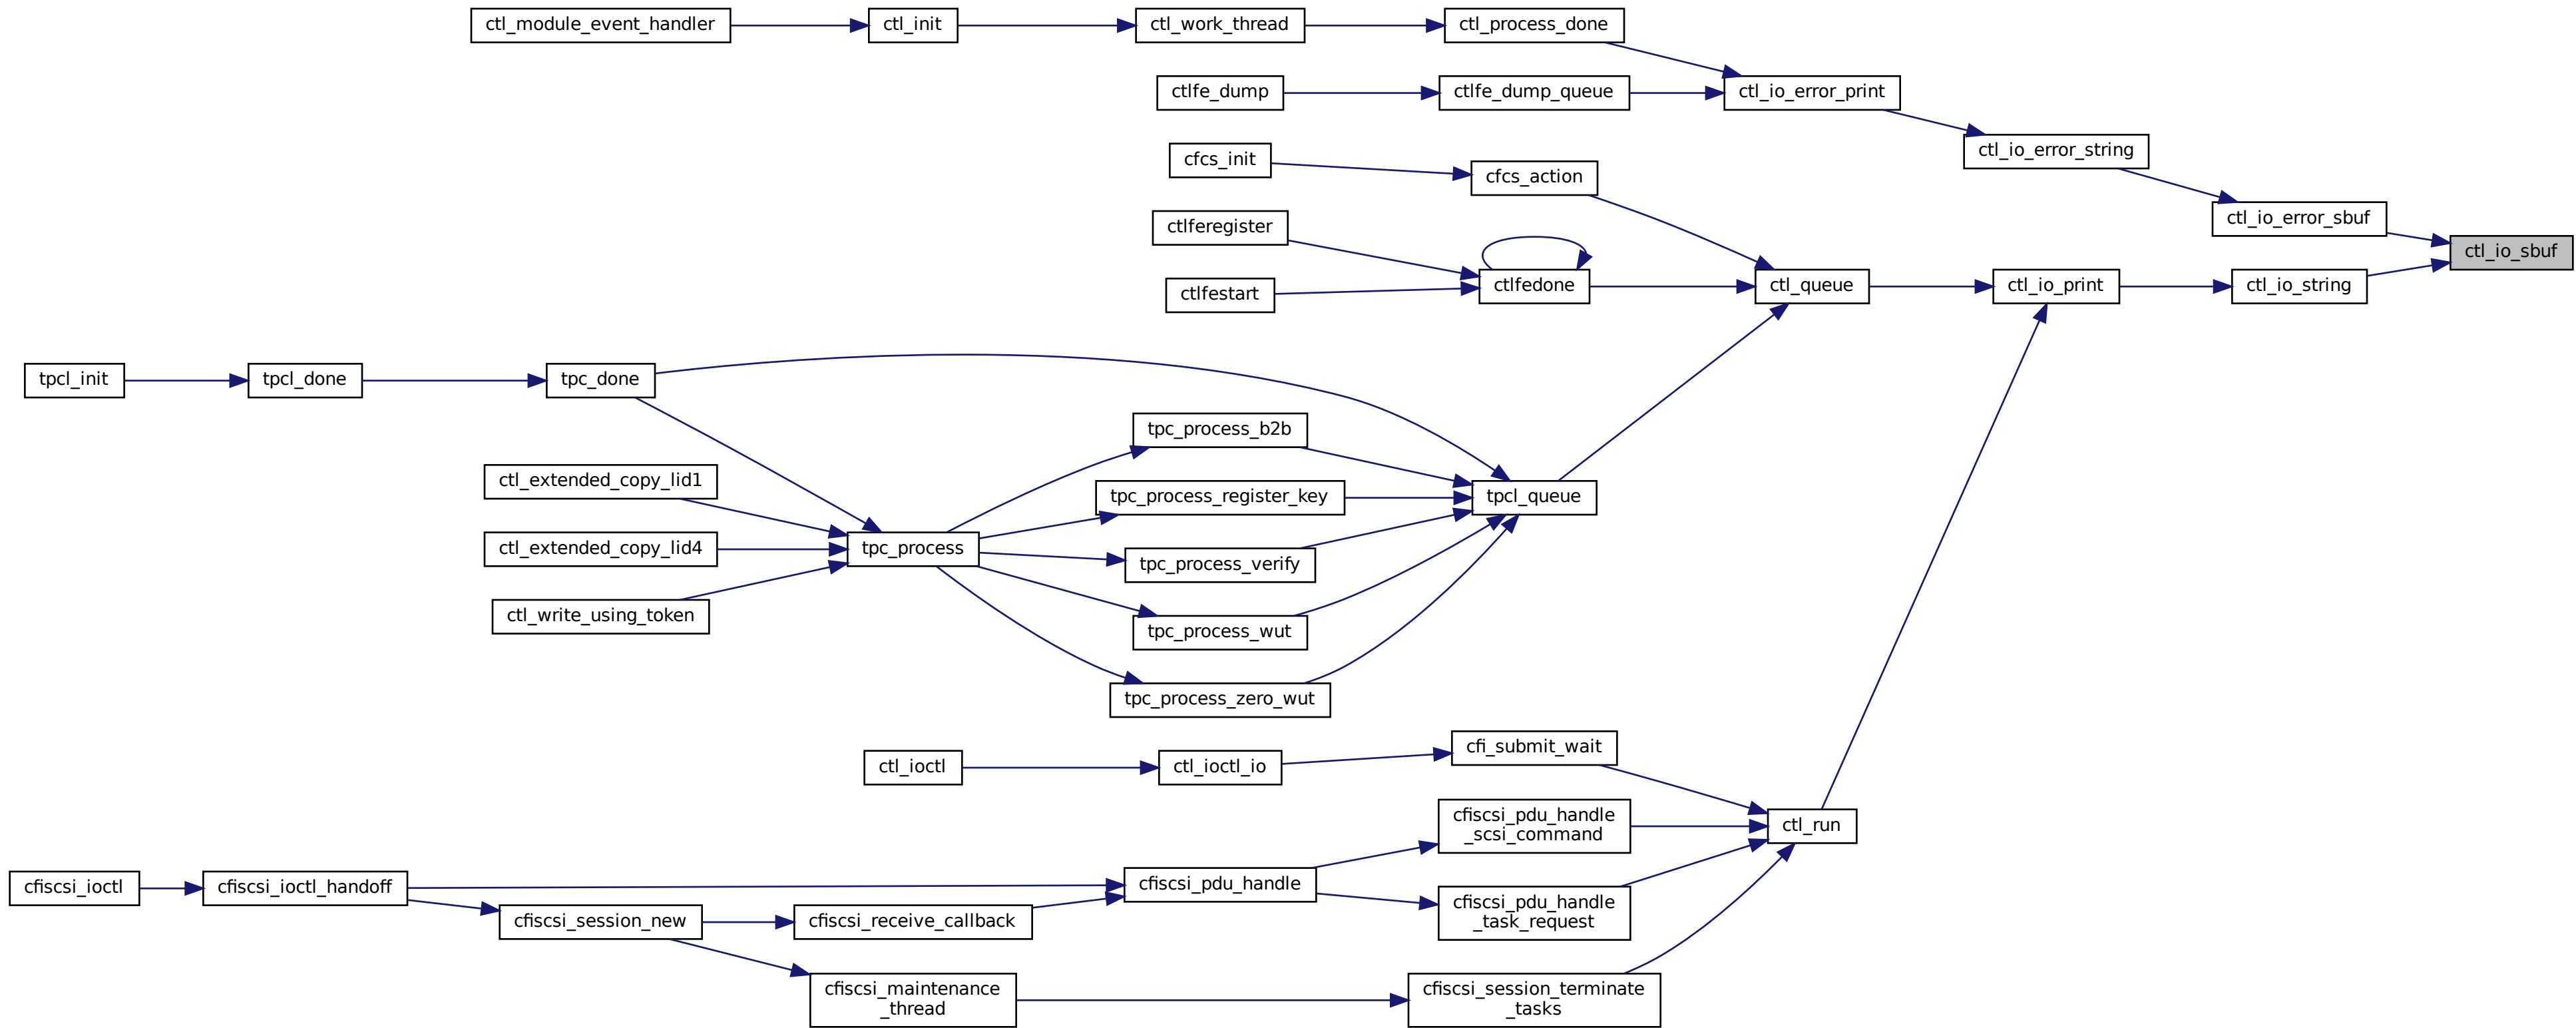 ctl_module_event_handler
ctl_init
ctl_work_thread
ctl_process_done
ctlfe_dump
ctlfe_dump_queue
ctl_io_error_print
cfcs_init
cfcs_action
ctl_io_error_string
ctlferegister
ctl_io_error_sbuf
ctl_io_sbuf
ctlfestart
ctlfedone
ctl_queue
ctl_io_print
ctl_io_string
tpcl_init
tpcl_done
tpc_done
tpc_process_b2b
ctl_extended_copy_lid1
tpc_process_register_key
tpcl_queue
ctl_extended_copy_lid4
tpc_process
tpc_process_verify
ctl_write_using_token
tpc_process_wut
tpc_process_zero_wut
ctl_ioctl
ctl_ioctl_io
cfi_submit_wait
cfiscsi_pdu_handle
_scsi_command
ctl_run
cfiscsi_ioctl
cfiscsi_ioctl_handoff
cfiscsi_pdu_handle
cfiscsi_session_new
cfiscsi_receive_callback
cfiscsi_pdu_handle
_task_request
cfiscsi_maintenance
_thread
cfiscsi_session_terminate
_tasks